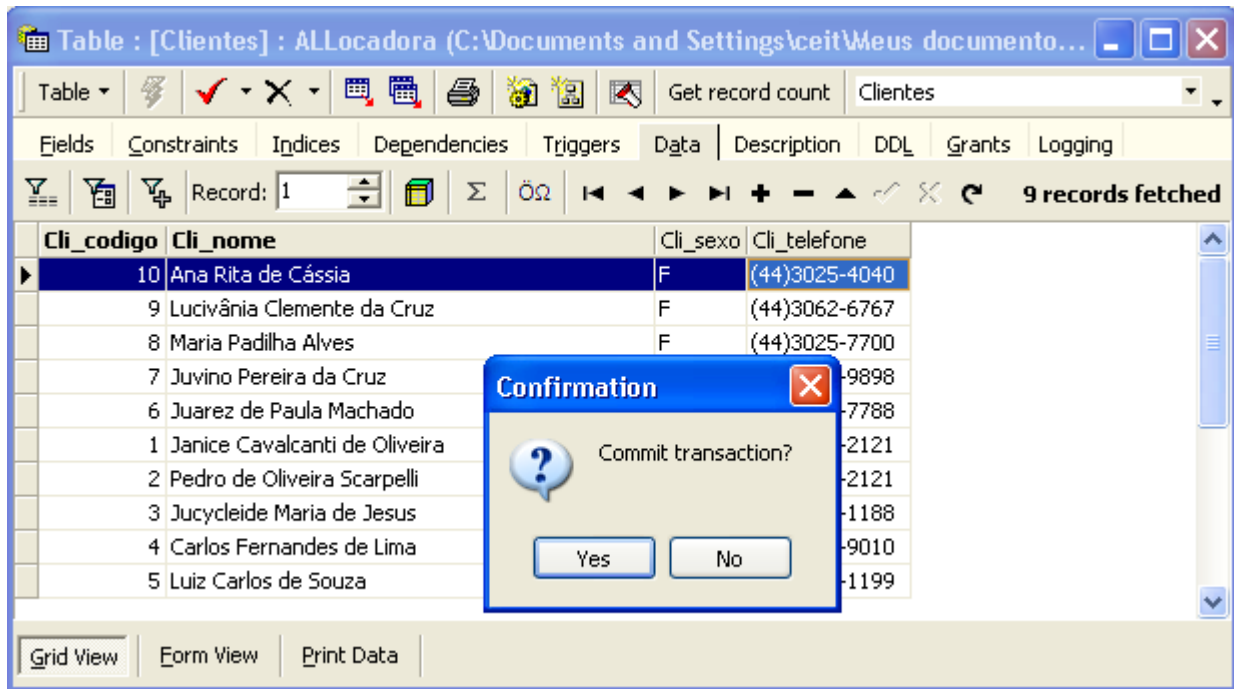 Table : [Clientes] : ALLocadora (C:\Documents and Settings\ceit\Meus documento...
Table Get record count Clientes
Fields Constraints Indices Dependencies Triggers Data Description DDL Grants Logging
Record: 1 Σ ÖΩ 9 records fetched
Cli_codigo Cli_nome Cli_sexo Cli_telefone
10 Ana Rita de Cássia F (44)3025-4040
9 Lucivânia Clemente da Cruz F (44)3062-6767
8 Maria Padilha Alves F (44)3025-7700
7 Juvino Pereira da Cruz -9898
6 Juarez de Paula Machado -7788
1 Janice Cavalcanti de Oliveira -2121
2 Pedro de Oliveira Scarpelli -2121
3 Jucycleide Maria de Jesus -1188
4 Carlos Fernandes de Lima -9010
5 Luiz Carlos de Souza -1199
Confirmation
Commit transaction?
Yes No
Grid View Form View Print Data